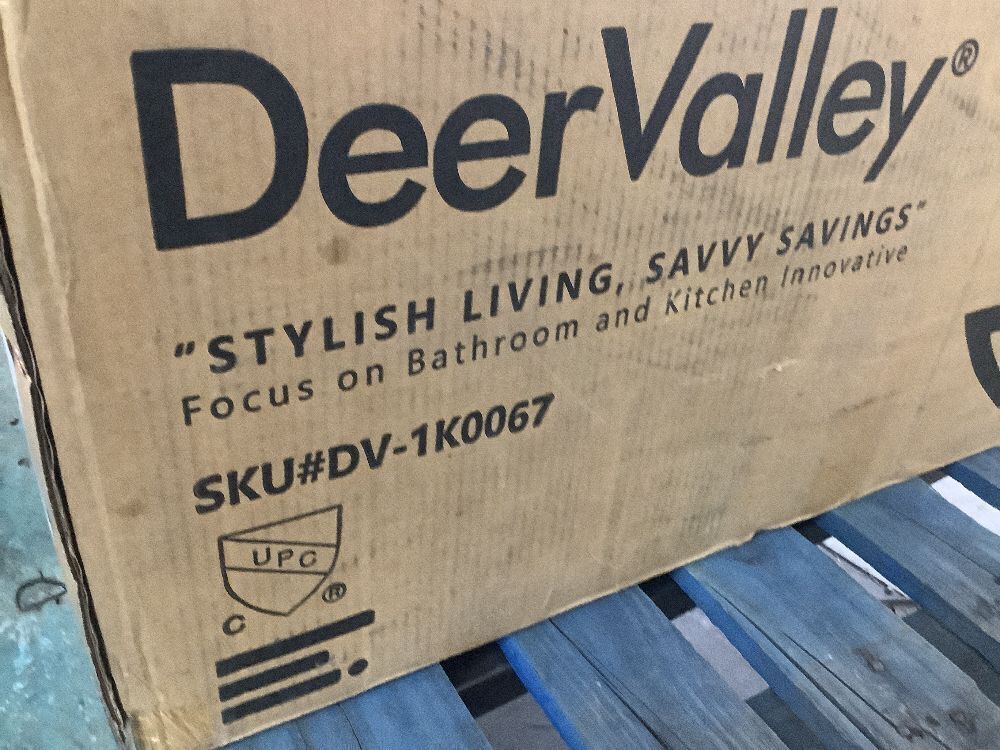 DeerValley®
"STYLISH LIVING, SAVVY SAVINGS"
Focus on Bathroom and Kitchen Innovative
SKU#DV-1K0067
UPC
®
C